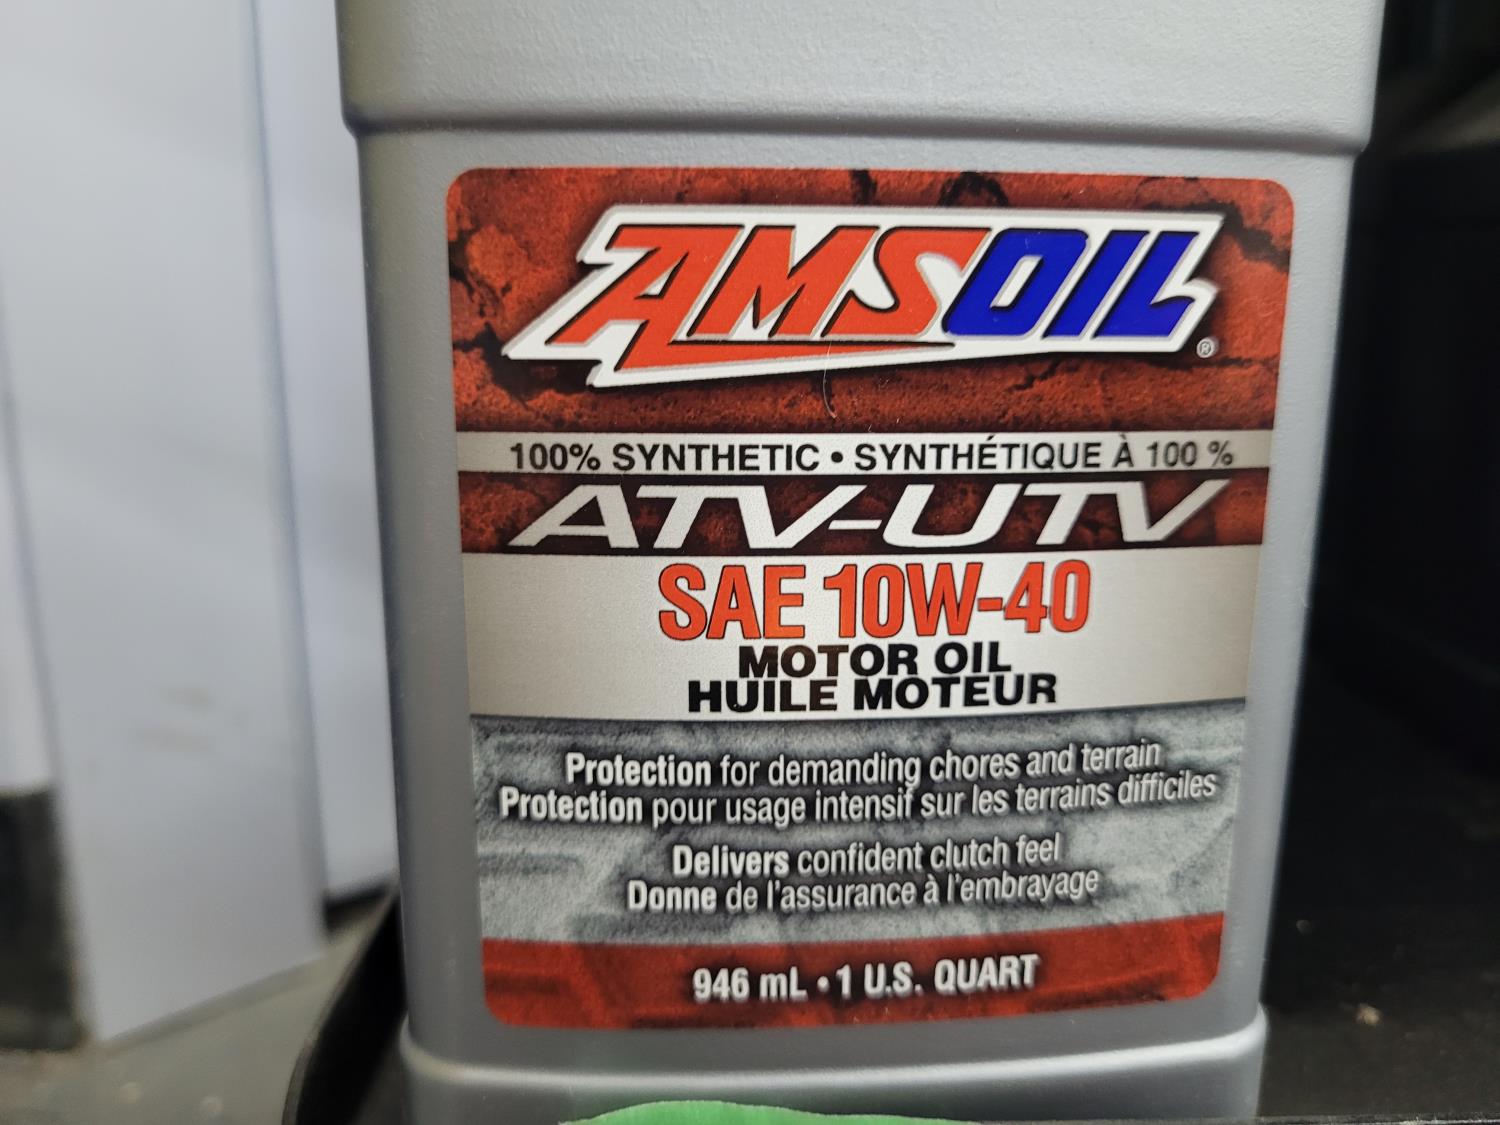 AMSOIL®
100% SYNTHETIC • SYNTHÉTIQUE À 100 %
ATV-UTV
SAE 10W-40
MOTOR OIL
HUILE MOTEUR
Protection for demanding chores and terrain
Protection pour usage intensif sur les terrains difficiles
Delivers confident clutch feel
Donne de l'assurance à l'embrayage
946 mL • 1 U.S. QUART